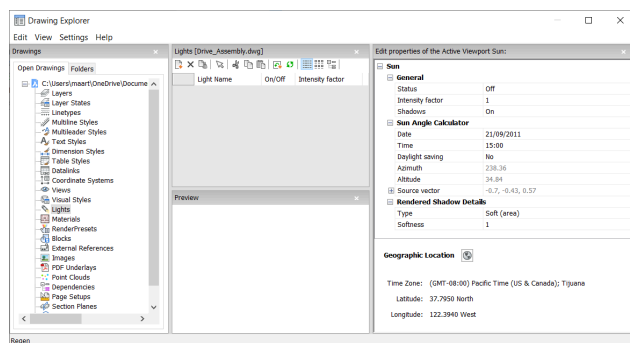 Drawing Explorer
Edit View Settings Help
Drawings
Open Drawings Folders
C:\Users\maart\OneDrive\Docume
Layers
Layer States
Linetypes
Multiline Styles
Multileader Styles
Text Styles
Dimension Styles
Table Styles
Datalinks
Coordinate Systems
Views
Visual Styles
Lights
Materials
RenderPresets
Blocks
External References
Images
PDF Underlays
Point Clouds
Dependencies
Page Setups
Section Planes
Lights [Drive_Assembly.dwg]
Light Name On/Off Intensity factor
Preview
Edit properties of the Active Viewport Sun:
Sun
General
Status Off
Intensity factor 1
Shadows On
Sun Angle Calculator
Date 21/09/2011
Time 15:00
Daylight saving No
Azimuth 238.36
Altitude 34.84
Source vector -0.7, -0.43, 0.57
Rendered Shadow Details
Type Soft (area)
Softness 1
Geographic Location
Time Zone: (GMT-08:00) Pacific Time (US & Canada); Tijuana
Latitude: 37.7950 North
Longitude: 122.3940 West
Regen